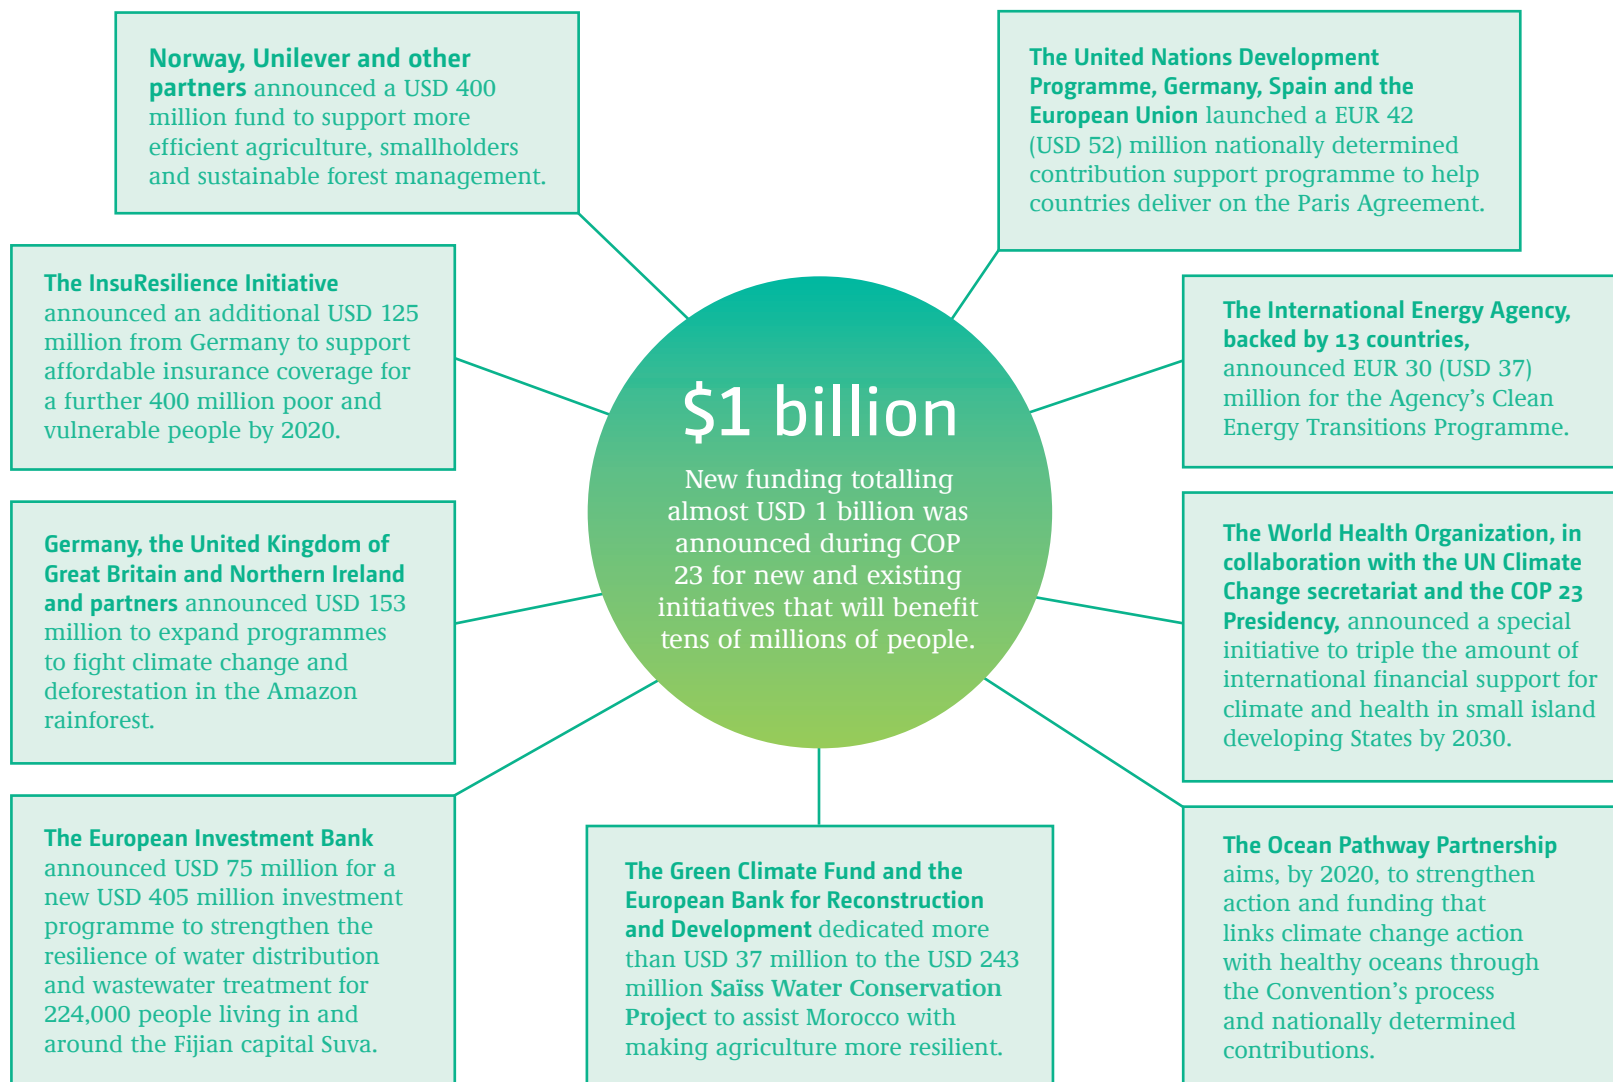 Norway, Unilever and other
partners announced a USD 400
million fund to support more
efficient agriculture, smallholders
and sustainable forest management.
The United Nations Development
Programme, Germany, Spain and the
European Union launched a EUR 42
(USD 52) million nationally determined
contribution support programme to help
countries deliver on the Paris Agreement.
The InsuResilience Initiative
announced an additional USD 125
million from Germany to support
affordable insurance coverage for
a further 400 million poor and
vulnerable people by 2020.
The International Energy Agency,
backed by 13 countries,
announced EUR 30 (USD 37)
million for the Agency's Clean
Energy Transitions Programme.
$1 billion
New funding totalling
almost USD 1 billion was
announced during COP
23 for new and existing
initiatives that will benefit
tens of millions of people.
Germany, the United Kingdom of
Great Britain and Northern Ireland
and partners announced USD 153
million to expand programmes
to fight climate change and
deforestation in the Amazon
rainforest.
The World Health Organization, in
collaboration with the UN Climate
Change secretariat and the COP 23
Presidency, announced a special
initiative to triple the amount of
international financial support for
climate and health in small island
developing States by 2030.
The European Investment Bank
announced USD 75 million for a
new USD 405 million investment
programme to strengthen the
resilience of water distribution
and wastewater treatment for
224,000 people living in and
around the Fijian capital Suva.
The Green Climate Fund and the
European Bank for Reconstruction
and Development dedicated more
than USD 37 million to the USD 243
million Saïss Water Conservation
Project to assist Morocco with
making agriculture more resilient.
The Ocean Pathway Partnership
aims, by 2020, to strengthen
action and funding that
links climate change action
with healthy oceans through
the Convention's process
and nationally determined
contributions.